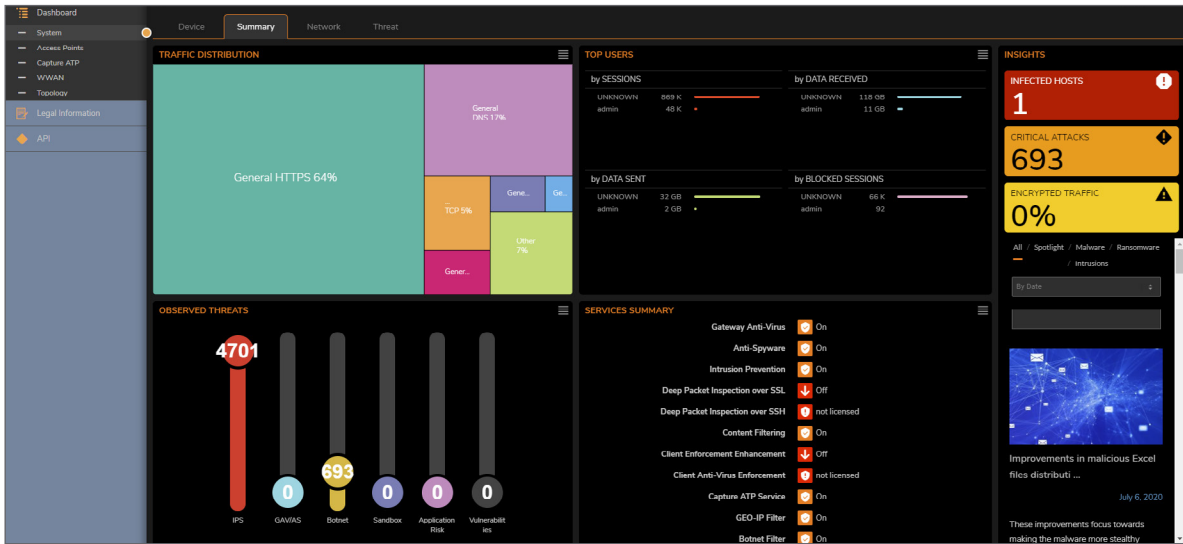 Dashboard
System
Access Points
Capture ATP
WWAN
Topology
Legal Information
API
Device
Summary
Network
Threat
TRAFFIC DISTRIBUTION
General HTTPS 64%
General
DNS 17%
...
TCP 5%
Gene...
Ge...
Other
7%
Gener...
TOP USERS
by SESSIONS
UNKNOWN 869 K
admin 48 K
by DATA RECEIVED
UNKNOWN 118 GB
admin 11 GB
by DATA SENT
UNKNOWN 32 GB
admin 2 GB
by BLOCKED SESSIONS
UNKNOWN 66 K
admin 92
INSIGHTS
INFECTED HOSTS
1
CRITICAL ATTACKS
693
ENCRYPTED TRAFFIC
0%
All / Spotlight / Malware / Ransomware
/ Intrusions
By Date
Improvements in malicious Excel
files distributi ...
July 6, 2020
These improvements focus towards
making the malware more stealthy
OBSERVED THREATS
4701
0
693
0
0
0
IPS
GAV/AS
Botnet
Sandbox
Application
Risk
Vulnerabilit
ies
SERVICES SUMMARY
Gateway Anti-Virus On
Anti-Spyware On
Intrusion Prevention On
Deep Packet Inspection over SSL Off
Deep Packet Inspection over SSH not licensed
Content Filtering On
Client Enforcement Enhancement Off
Client Anti-Virus Enforcement not licensed
Capture ATP Service On
GEO-IP Filter On
Botnet Filter On